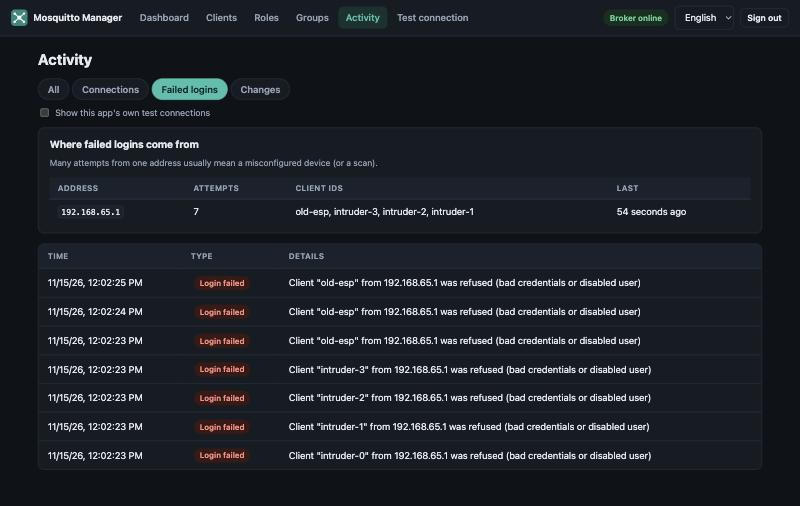 Mosquitto Manager Dashboard Clients Roles Groups Activity Test connection Broker online English Sign out
Activity
All Connections Failed logins Changes
Show this app's own test connections
Where failed logins come from
Many attempts from one address usually mean a misconfigured device (or a scan).
ADDRESS ATTEMPTS CLIENT IDS LAST
192.168.65.1 7 old-esp, intruder-3, intruder-2, intruder-1 54 seconds ago
TIME TYPE DETAILS
11/15/26, 12:02:25 PM Login failed Client "old-esp" from 192.168.65.1 was refused (bad credentials or disabled user)
11/15/26, 12:02:24 PM Login failed Client "old-esp" from 192.168.65.1 was refused (bad credentials or disabled user)
11/15/26, 12:02:23 PM Login failed Client "old-esp" from 192.168.65.1 was refused (bad credentials or disabled user)
11/15/26, 12:02:23 PM Login failed Client "intruder-3" from 192.168.65.1 was refused (bad credentials or disabled user)
11/15/26, 12:02:23 PM Login failed Client "intruder-2" from 192.168.65.1 was refused (bad credentials or disabled user)
11/15/26, 12:02:23 PM Login failed Client "intruder-1" from 192.168.65.1 was refused (bad credentials or disabled user)
11/15/26, 12:02:23 PM Login failed Client "intruder-0" from 192.168.65.1 was refused (bad credentials or disabled user)